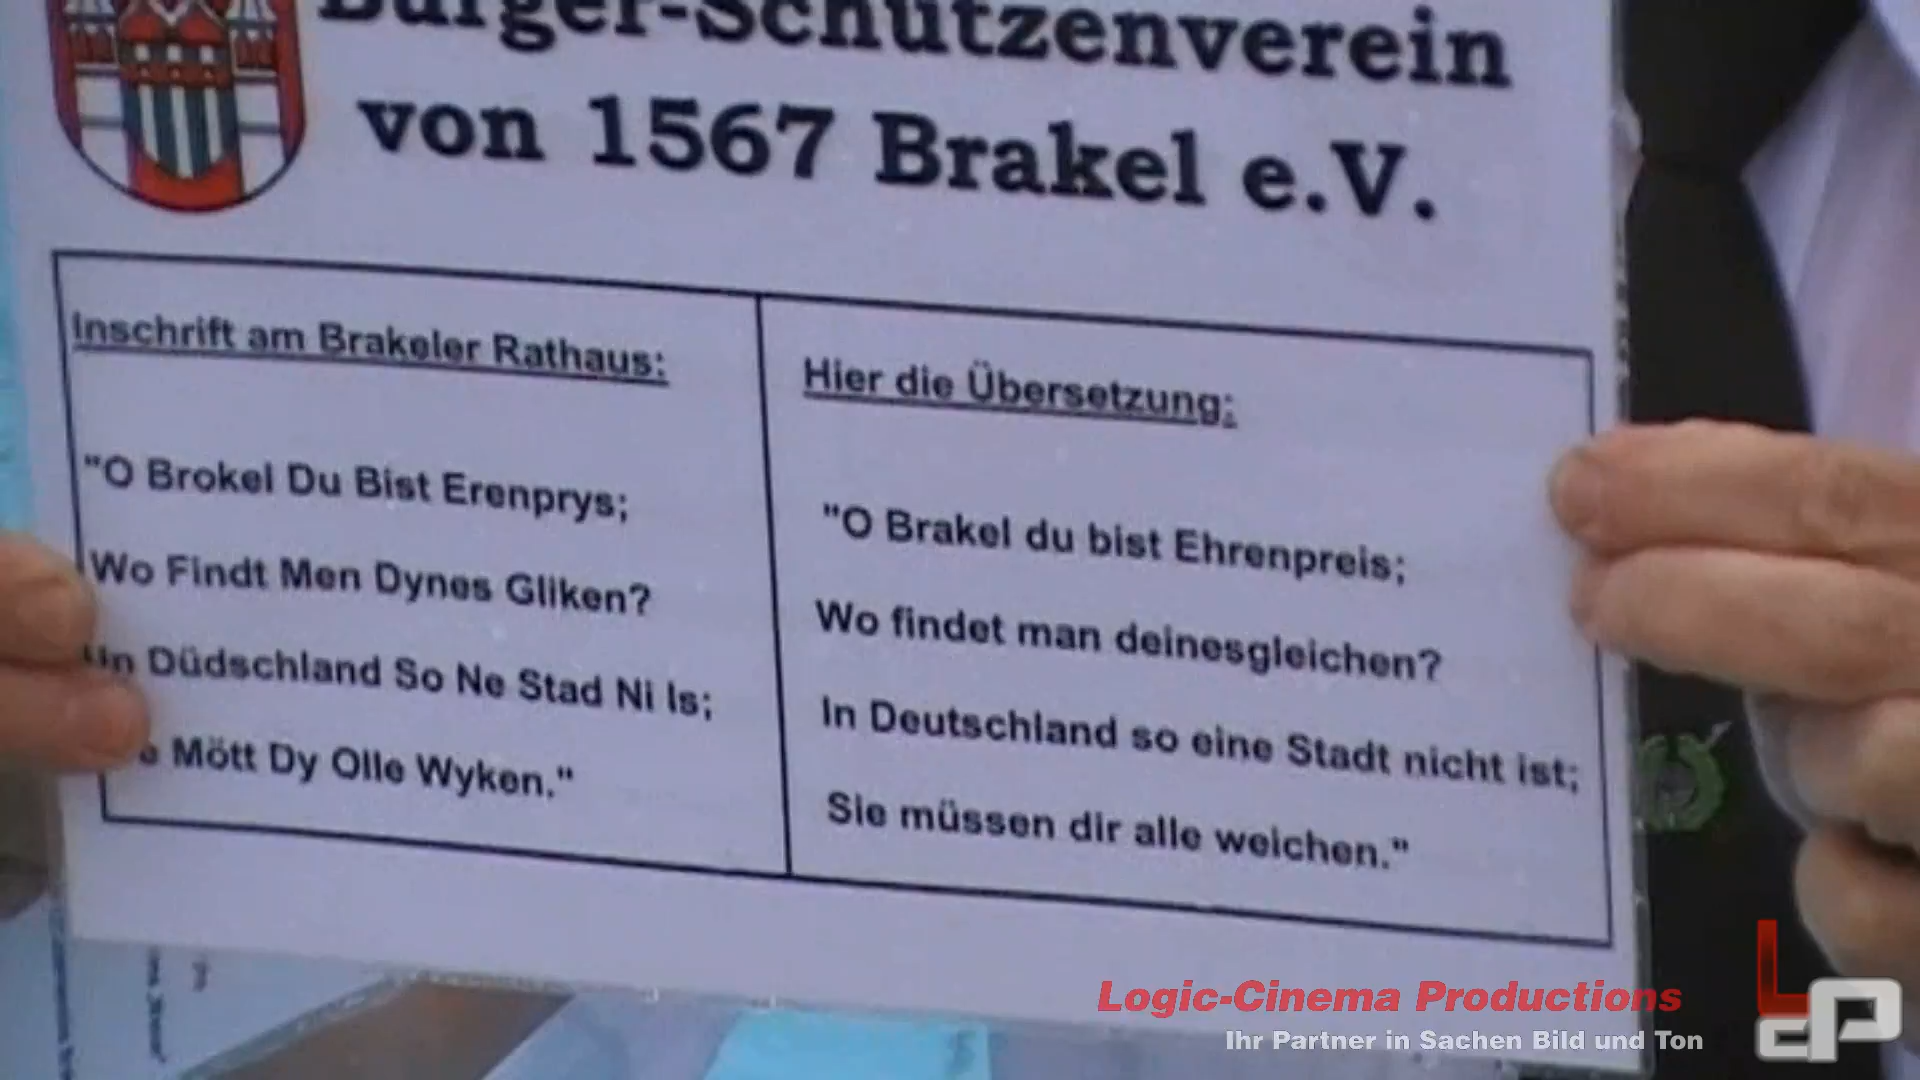 Bürger-Schützenverein
von 1567 Brakel e.V.
Inschrift am Brakeler Rathaus:
"O Brokel Du Bist Erenprys;
Wo Findt Men Dynes Gliken?
Düdschland So Ne Stad Ni Is;
Mött Dy Olle Wyken."
Hier die Übersetzung:
"O Brakel du bist Ehrenpreis;
Wo findet man deinesgleichen?
In Deutschland so eine Stadt nicht ist;
Sie müssen dir alle weichen."
Logic-Cinema Productions
Ihr Partner in Sachen Bild und Ton
LCP